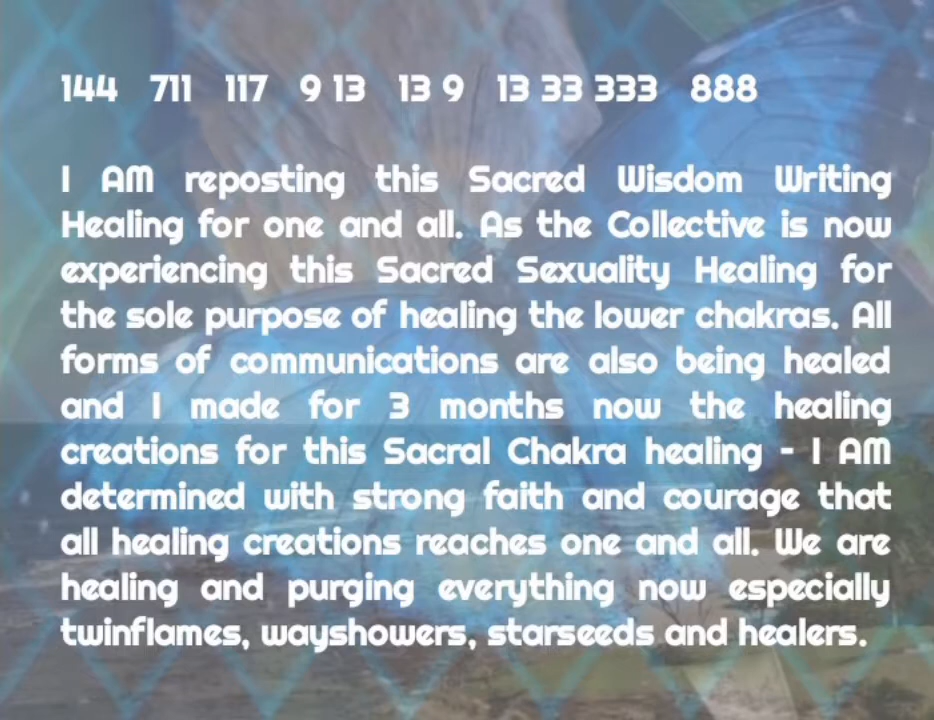 144 711 117 9 13 13 9 13 33 333 888
I AM reposting this Sacred Wisdom Writing
Healing for one and all. As the Collective is now
experiencing this Sacred Sexuality Healing for
the sole purpose of healing the lower chakras. All
forms of communications are also being healed
and I made for 3 months now the healing
creations for this Sacral Chakra healing - I AM
determined with strong faith and courage that
all healing creations reaches one and all. We are
healing and purging everything now especially
twinflames, wayshowers, starseeds and healers.